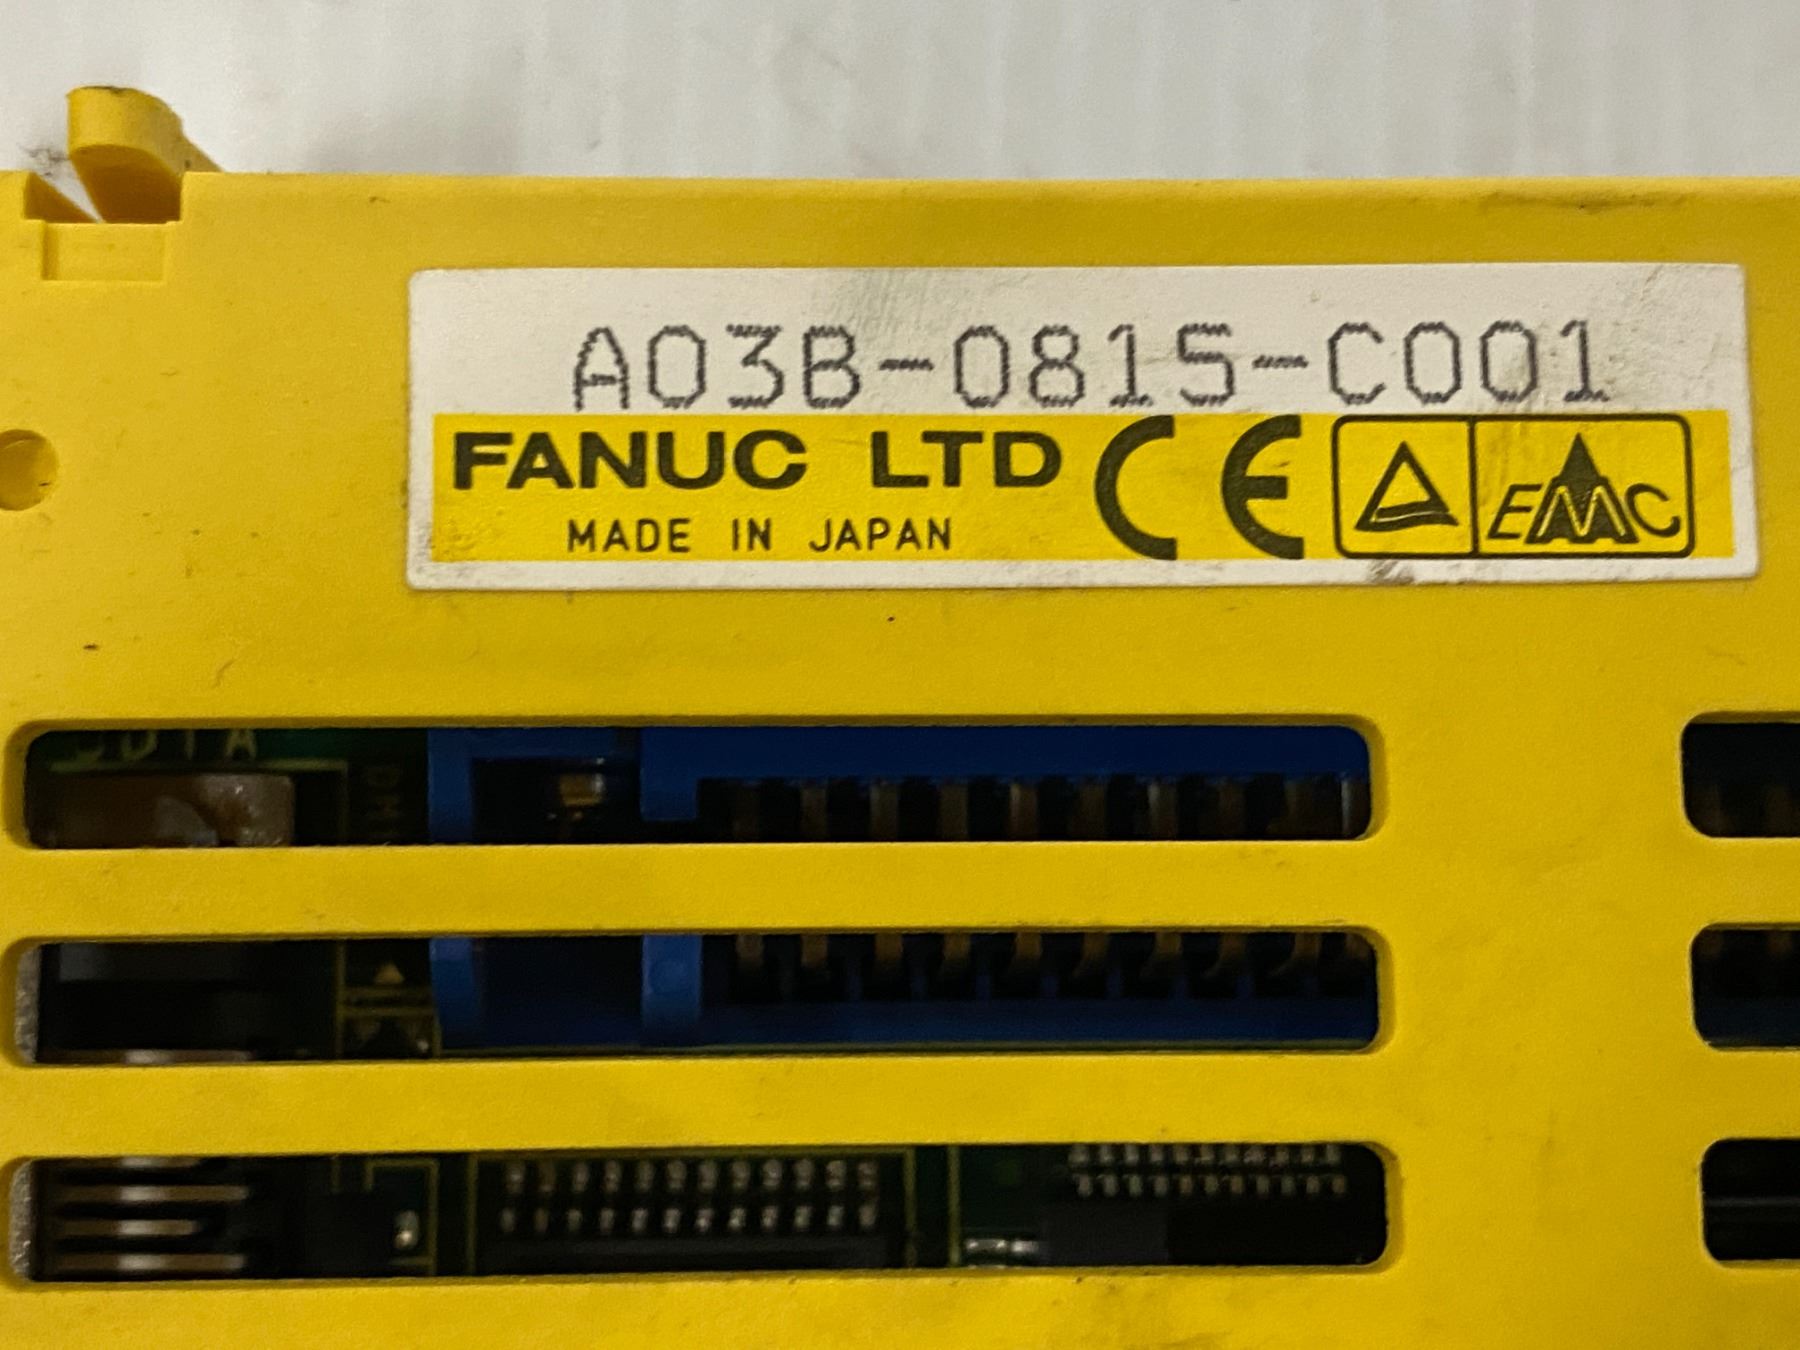 A03B-0815-C001
FANUC LTD CE EMC
MADE IN JAPAN